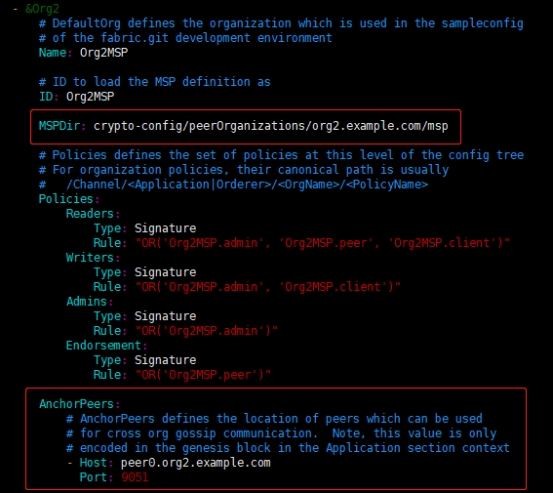 - &Org2
# DefaultOrg defines the organization which is used in the sampleconfig
# of the fabric.git development environment
Name: Org2MSP
# ID to load the MSP definition as
ID: Org2MSP
MSPDir: crypto-config/peerOrganizations/org2.example.com/msp
# Policies defines the set of policies at this level of the config tree
# For organization policies, their canonical path is usually
#   /Channel/<Application|Orderer>/<OrgName>/<PolicyName>
Policies:
Readers:
Type: Signature
Rule: "OR('Org2MSP.admin', 'Org2MSP.peer', 'Org2MSP.client')"
Writers:
Type: Signature
Rule: "OR('Org2MSP.admin', 'Org2MSP.client')"
Admins:
Type: Signature
Rule: "OR('Org2MSP.admin')"
Endorsement:
Type: Signature
Rule: "OR('Org2MSP.peer')"
AnchorPeers:
# AnchorPeers defines the location of peers which can be used
# for cross org gossip communication.  Note, this value is only
# encoded in the genesis block in the Application section context
- Host: peer0.org2.example.com
Port: 9051